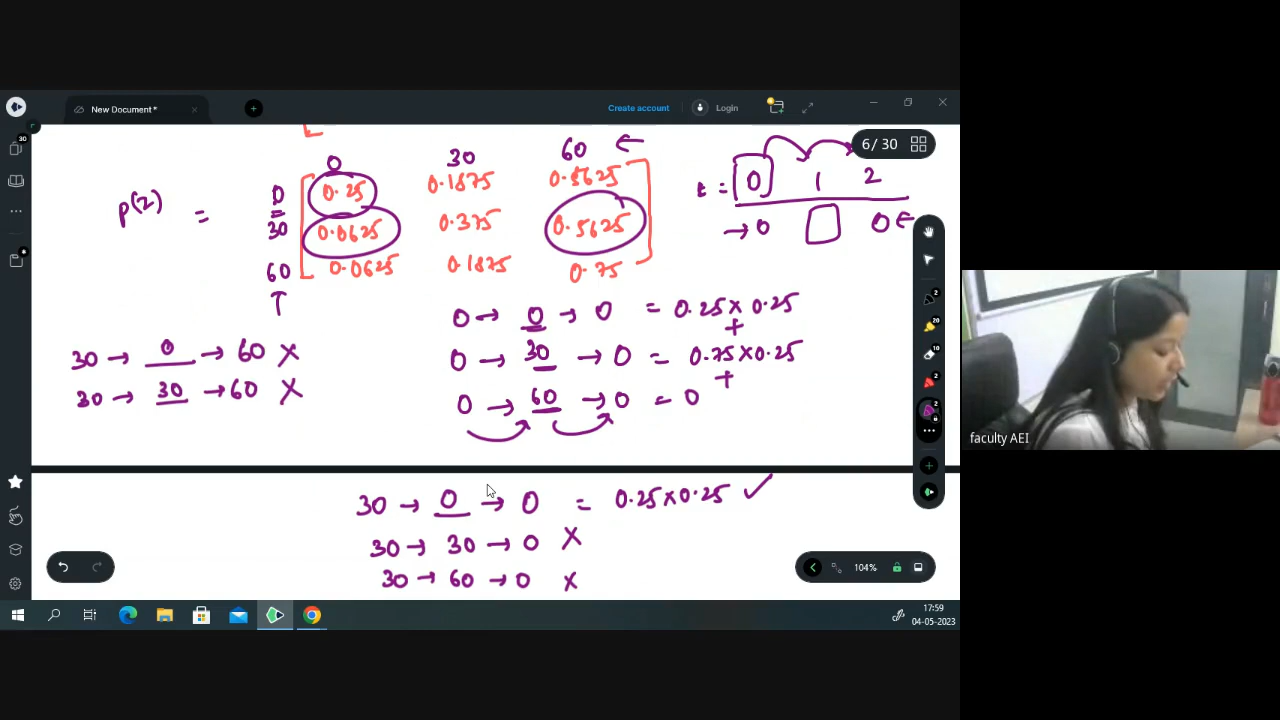 New Document*
Create account
Login
30
6 / 30
0 30 60 ←
P(2) =
0 0.25 0.1875 0.5625
30 0.0625 0.375 0.5625
60 0.0625 0.1875 0.75
t = 0 1 2
→ 0 0 ←
0 → 0 → 0 = 0.25 × 0.25
+
0 → 30 → 0 = 0.75 × 0.25
+
0 → 60 → 0 = 0
30 → 0 → 60 X
30 → 30 → 60 X
30 → 0 → 0 = 0.25 × 0.25 ✓
30 → 30 → 0 X
30 → 60 → 0 X
104%
17:59
04-05-2023
faculty AEI